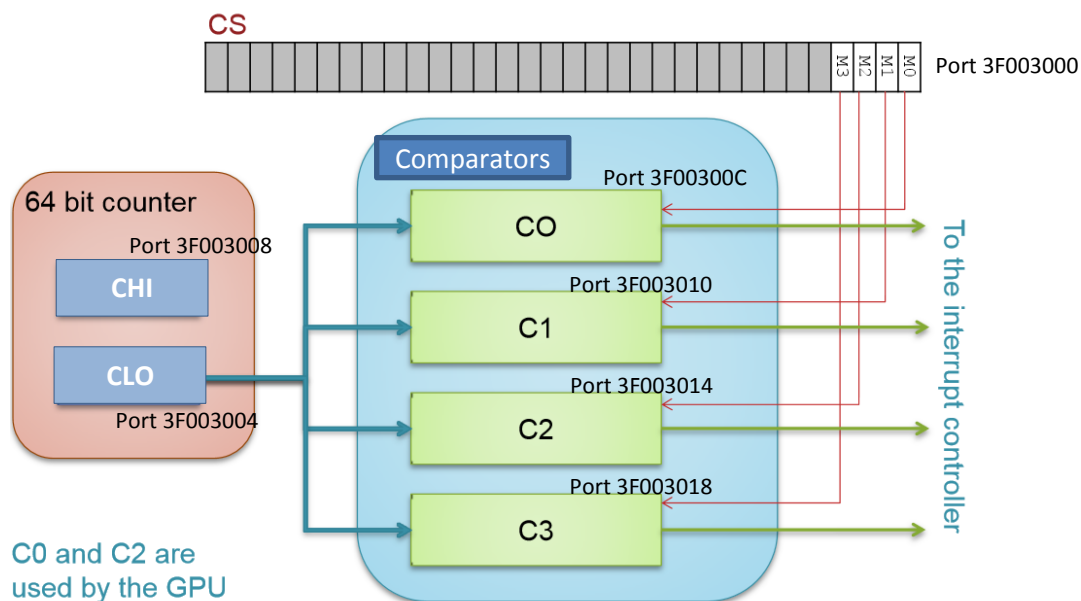 CS
M3 M2 M1 M0
Port 3F003000
Comparators
Port 3F00300C
64 bit counter
CO
Port 3F003008
CHI
Port 3F003010
C1
CLO
Port 3F003004
Port 3F003014
C2
Port 3F003018
C3
To the interrupt controller
C0 and C2 are
used by the GPU